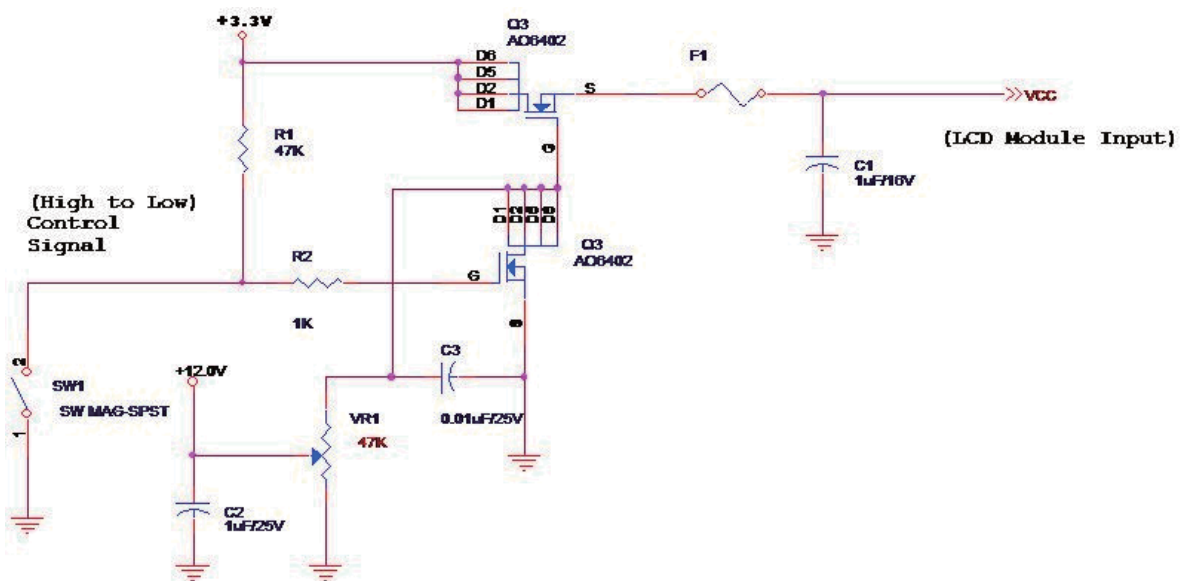 +3.3V
Q3
AO6402
D6
D5
D2
D1
S
F1
VCC
(LCD Module Input)
R1
47K
G
C1
1uF/16V
D1
D2
(High to Low)
Control
Signal
Q3
AO6402
R2
G
1K
S
C3
2
+12.0V
SW1
SW MAG-SPST
VR1
47K
0.01uF/25V
1
C2
1uF/25V